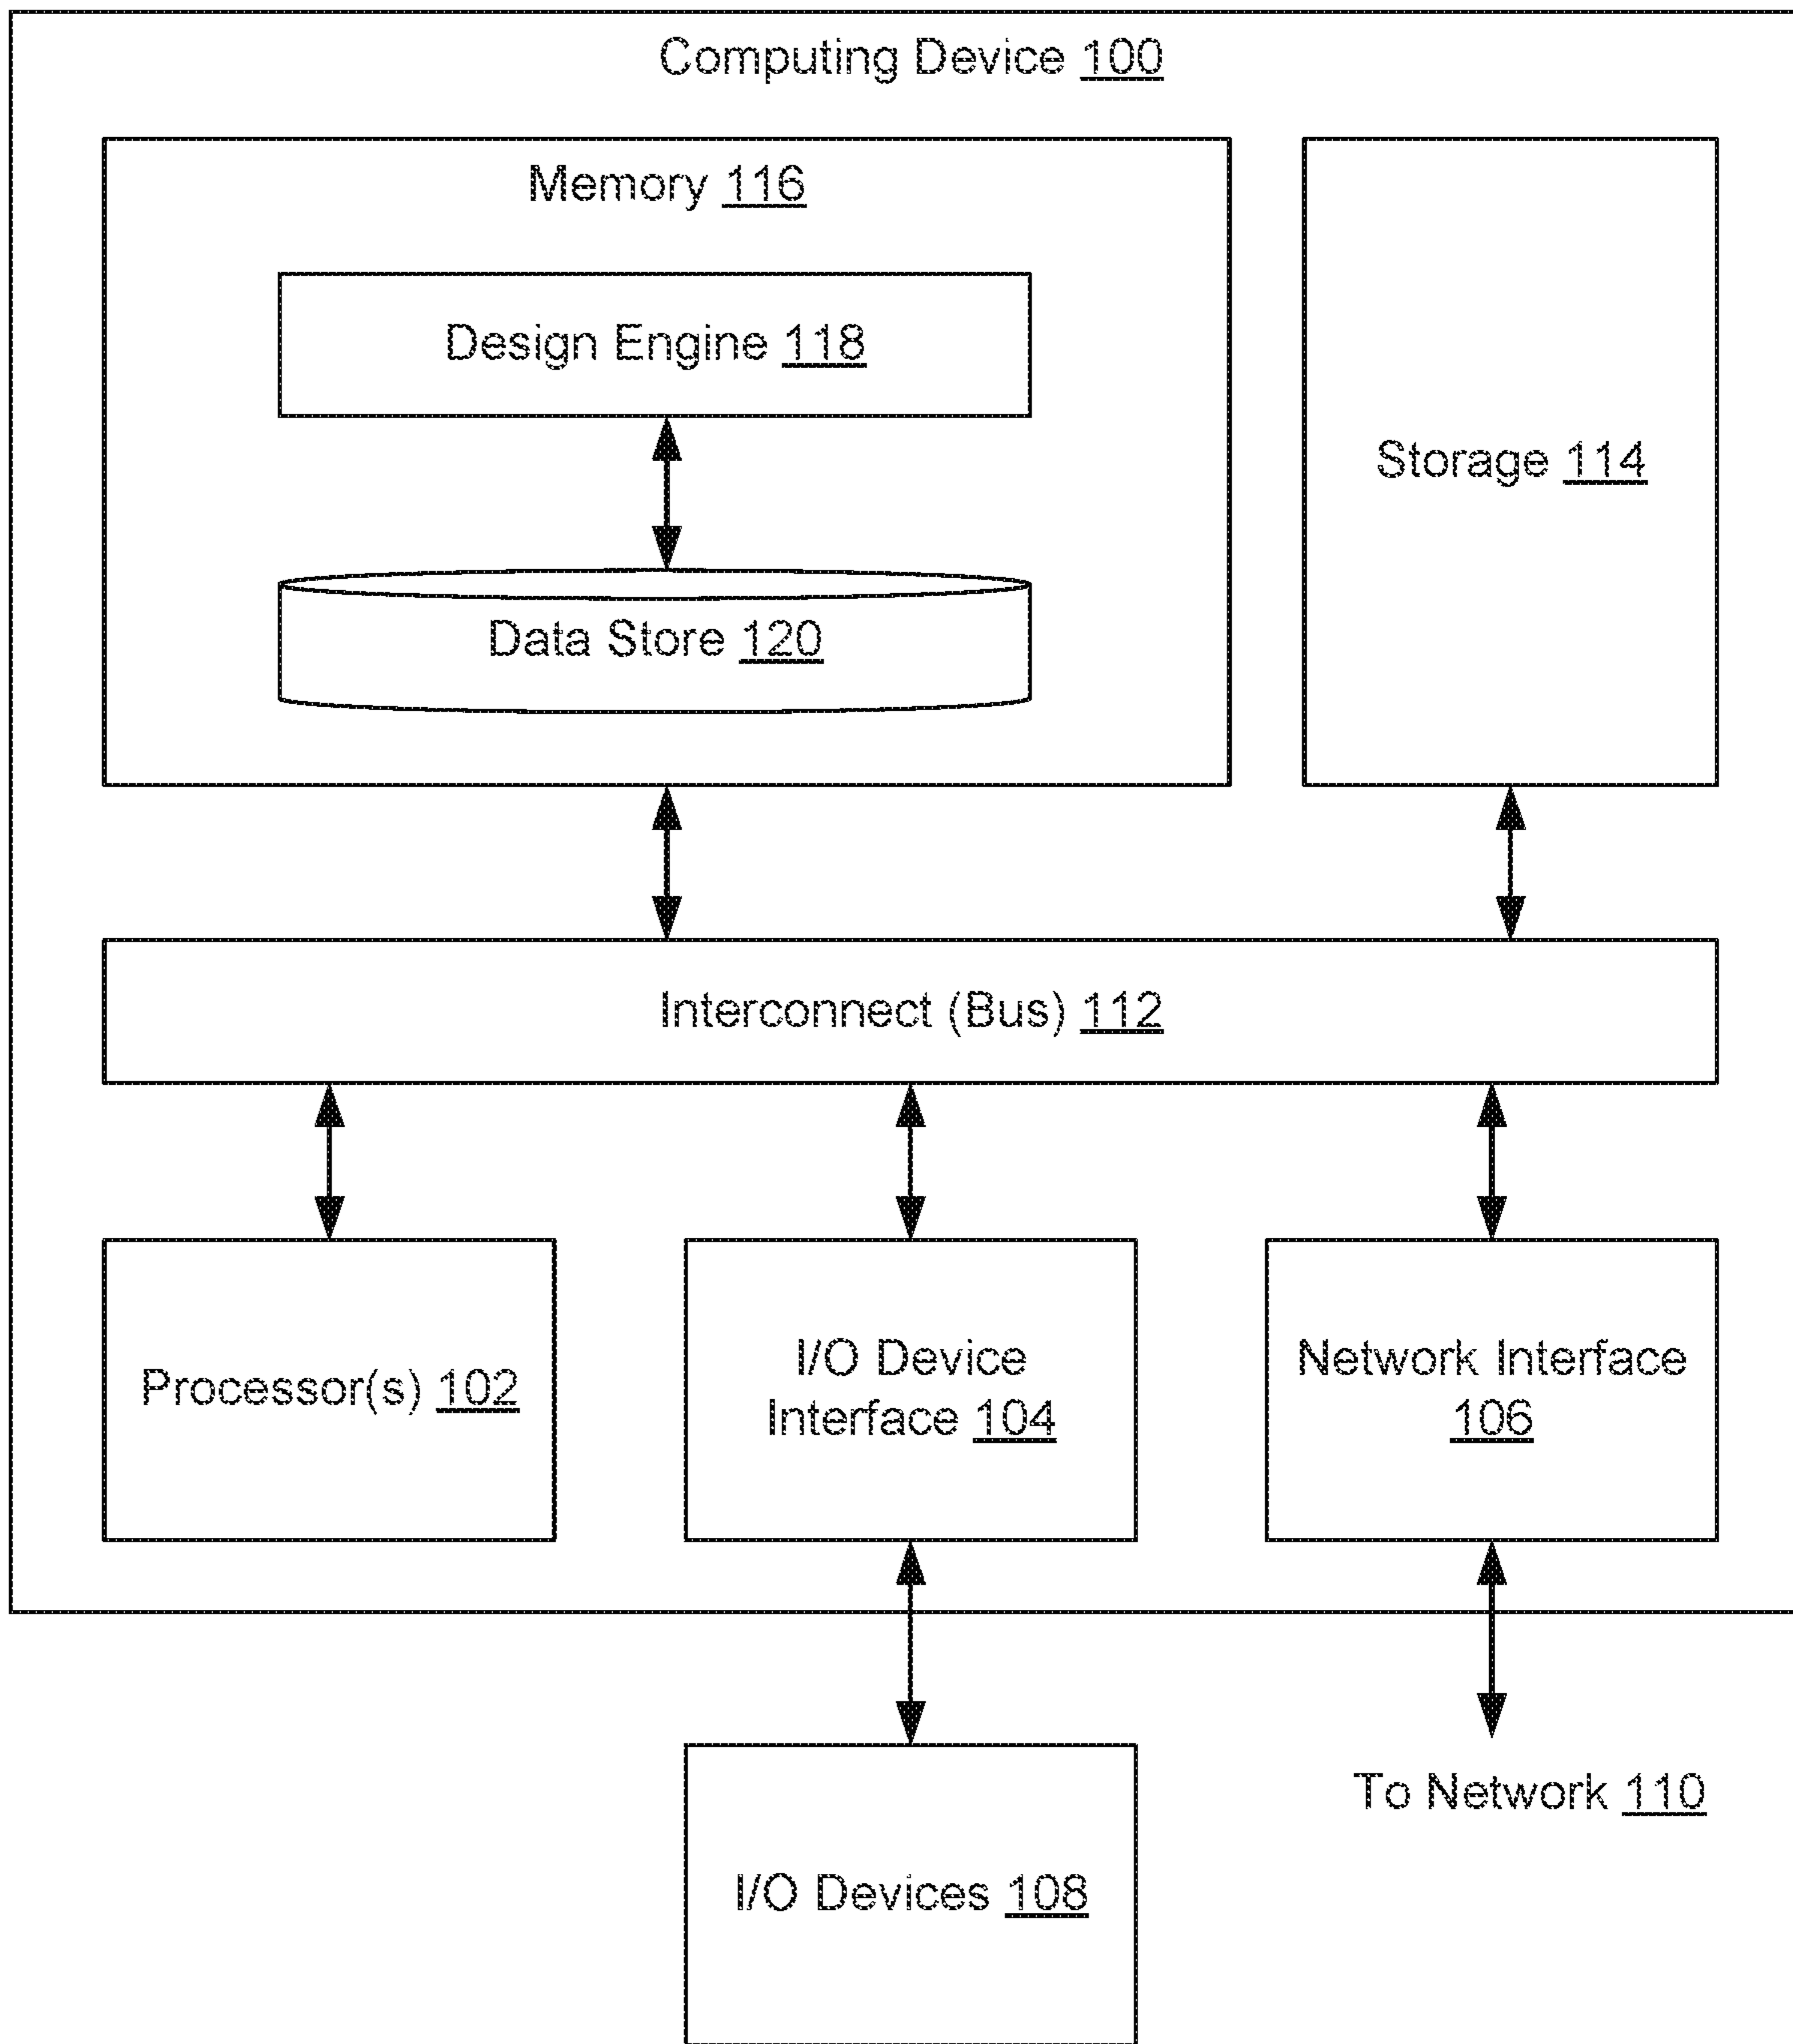 Computing Device 100
Memory 116
Design Engine 118
Storage 114
Data Store 120
Interconnect (Bus) 112
Processor(s) 102
I/O Device
Interface 104
Network Interface
106
To Network 110
I/O Devices 108